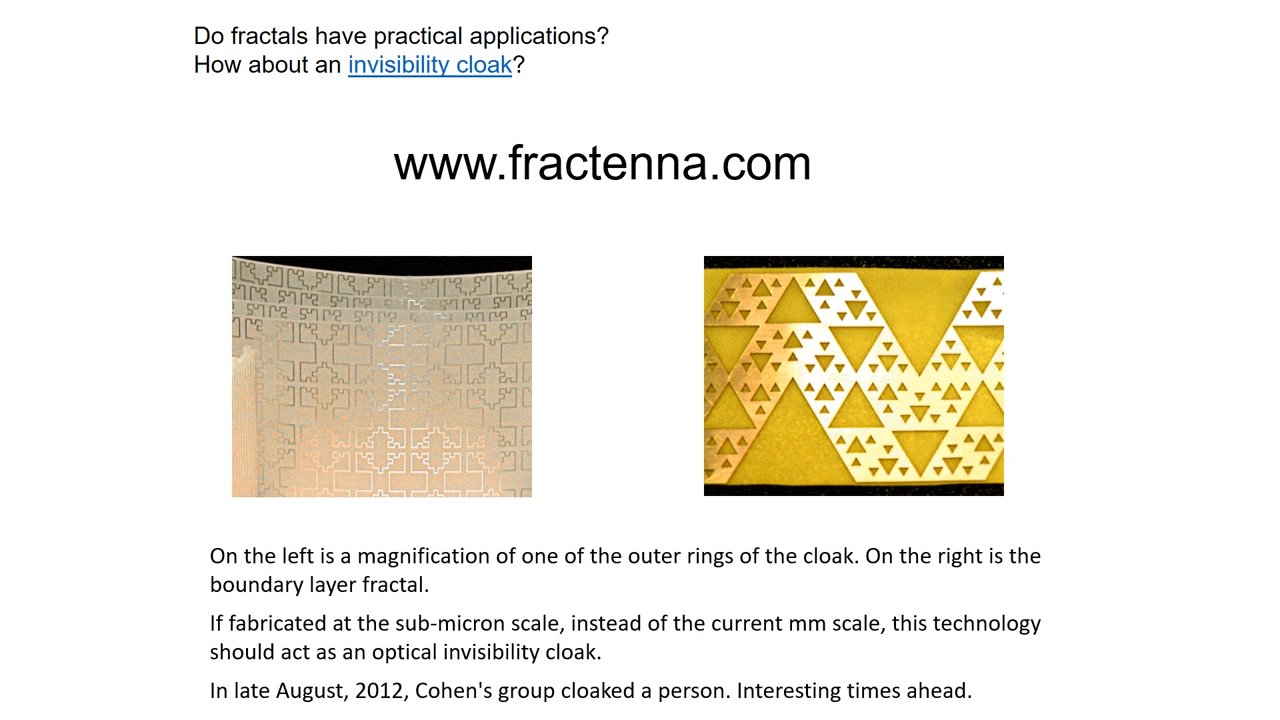 Do fractals have practical applications?
How about an invisibility cloak?
www.fractenna.com
On the left is a magnification of one of the outer rings of the cloak. On the right is the
boundary layer fractal.
If fabricated at the sub-micron scale, instead of the current mm scale, this technology
should act as an optical invisibility cloak.
In late August, 2012, Cohen's group cloaked a person. Interesting times ahead.